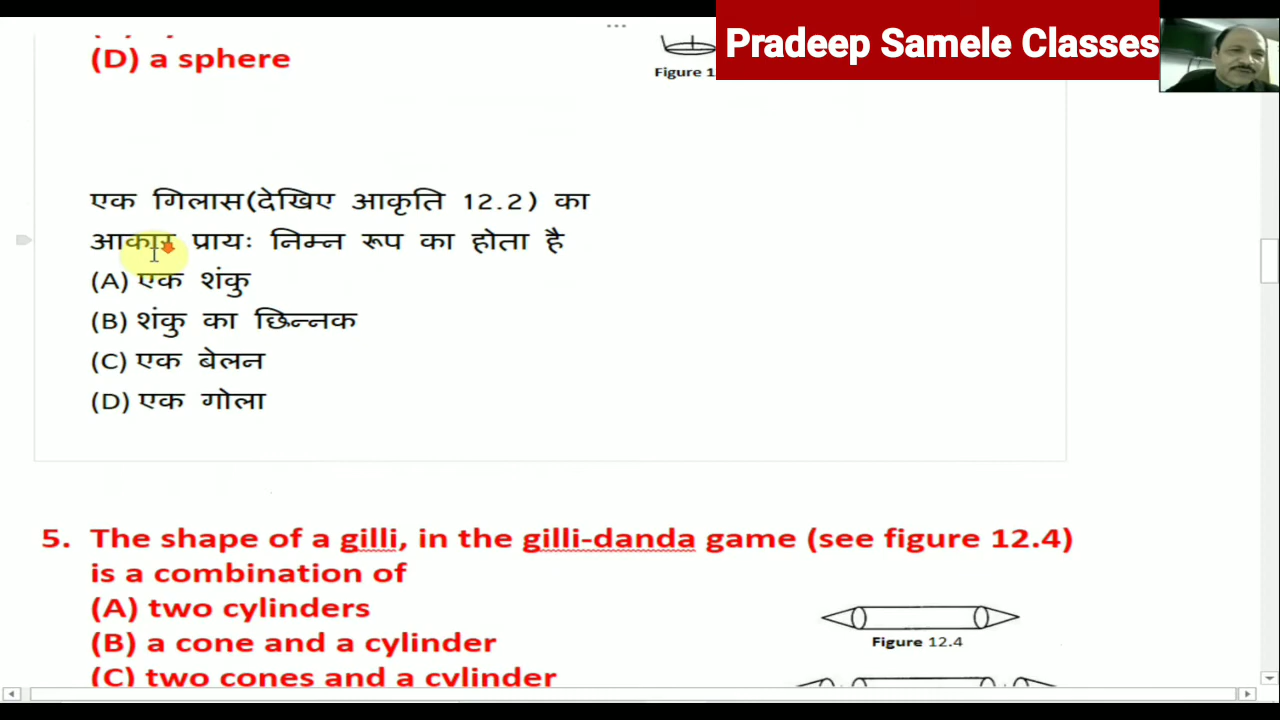 Pradeep Samele Classes
(D) a sphere
Figure 1
एक गिलास(देखिए आकृति 12.2) का
आकार प्रायः निम्न रूप का होता है
(A) एक शंकु
(B) शंकु का छिन्नक
(C) एक बेलन
(D) एक गोला
5. The shape of a gilli, in the gilli-danda game (see figure 12.4)
is a combination of
(A) two cylinders
(B) a cone and a cylinder
Figure 12.4
(C) two cones and a cylinder